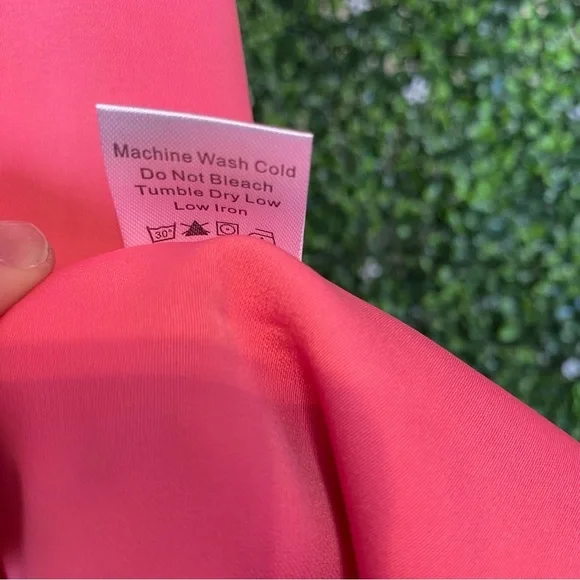 Machine Wash Cold
Do Not Bleach
Tumble Dry Low
Low Iron
30°